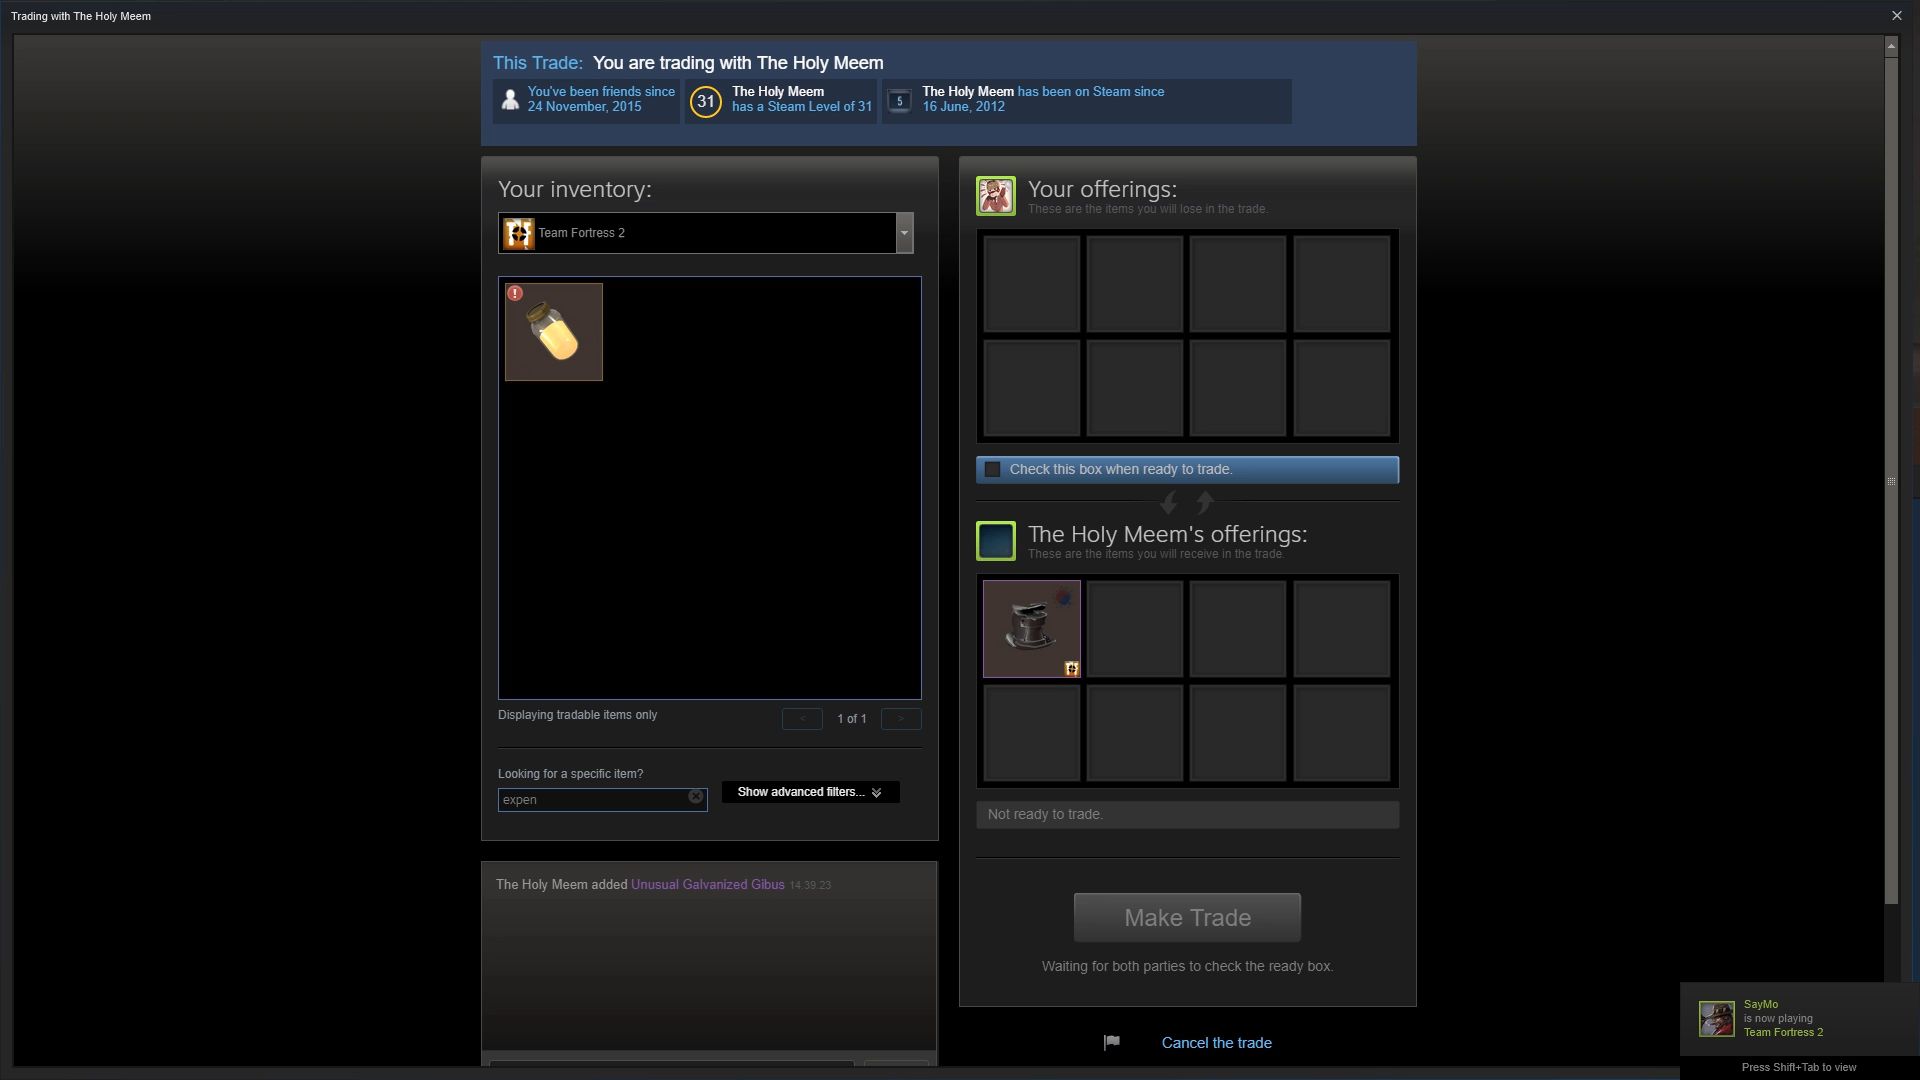 Trading with The Holy Meem
This Trade: You are trading with The Holy Meem
You've been friends since
24 November, 2015
31
The Holy Meem
has a Steam Level of 31
5
The Holy Meem has been on Steam since
16 June, 2012
Your inventory:
Team Fortress 2
Displaying tradable items only
< 1 of 1 >
Looking for a specific item?
expen
Show advanced filters...
The Holy Meem added Unusual Galvanized Gibus 14.39.23
Your offerings:
These are the items you will lose in the trade.
Check this box when ready to trade.
The Holy Meem's offerings:
These are the items you will receive in the trade.
Not ready to trade.
Make Trade
Waiting for both parties to check the ready box.
Cancel the trade
SayMo
is now playing
Team Fortress 2
Press Shift+Tab to view